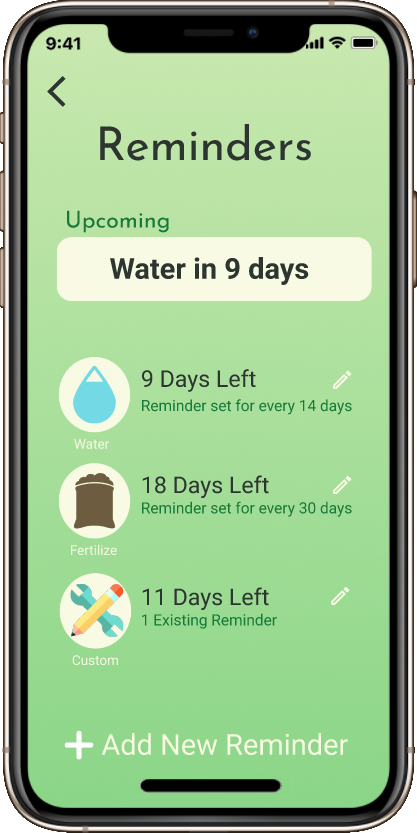 9:41
Reminders
Upcoming
Water in 9 days
9 Days Left
Reminder set for every 14 days
Water
18 Days Left
Reminder set for every 30 days
Fertilize
11 Days Left
1 Existing Reminder
Custom
Add New Reminder